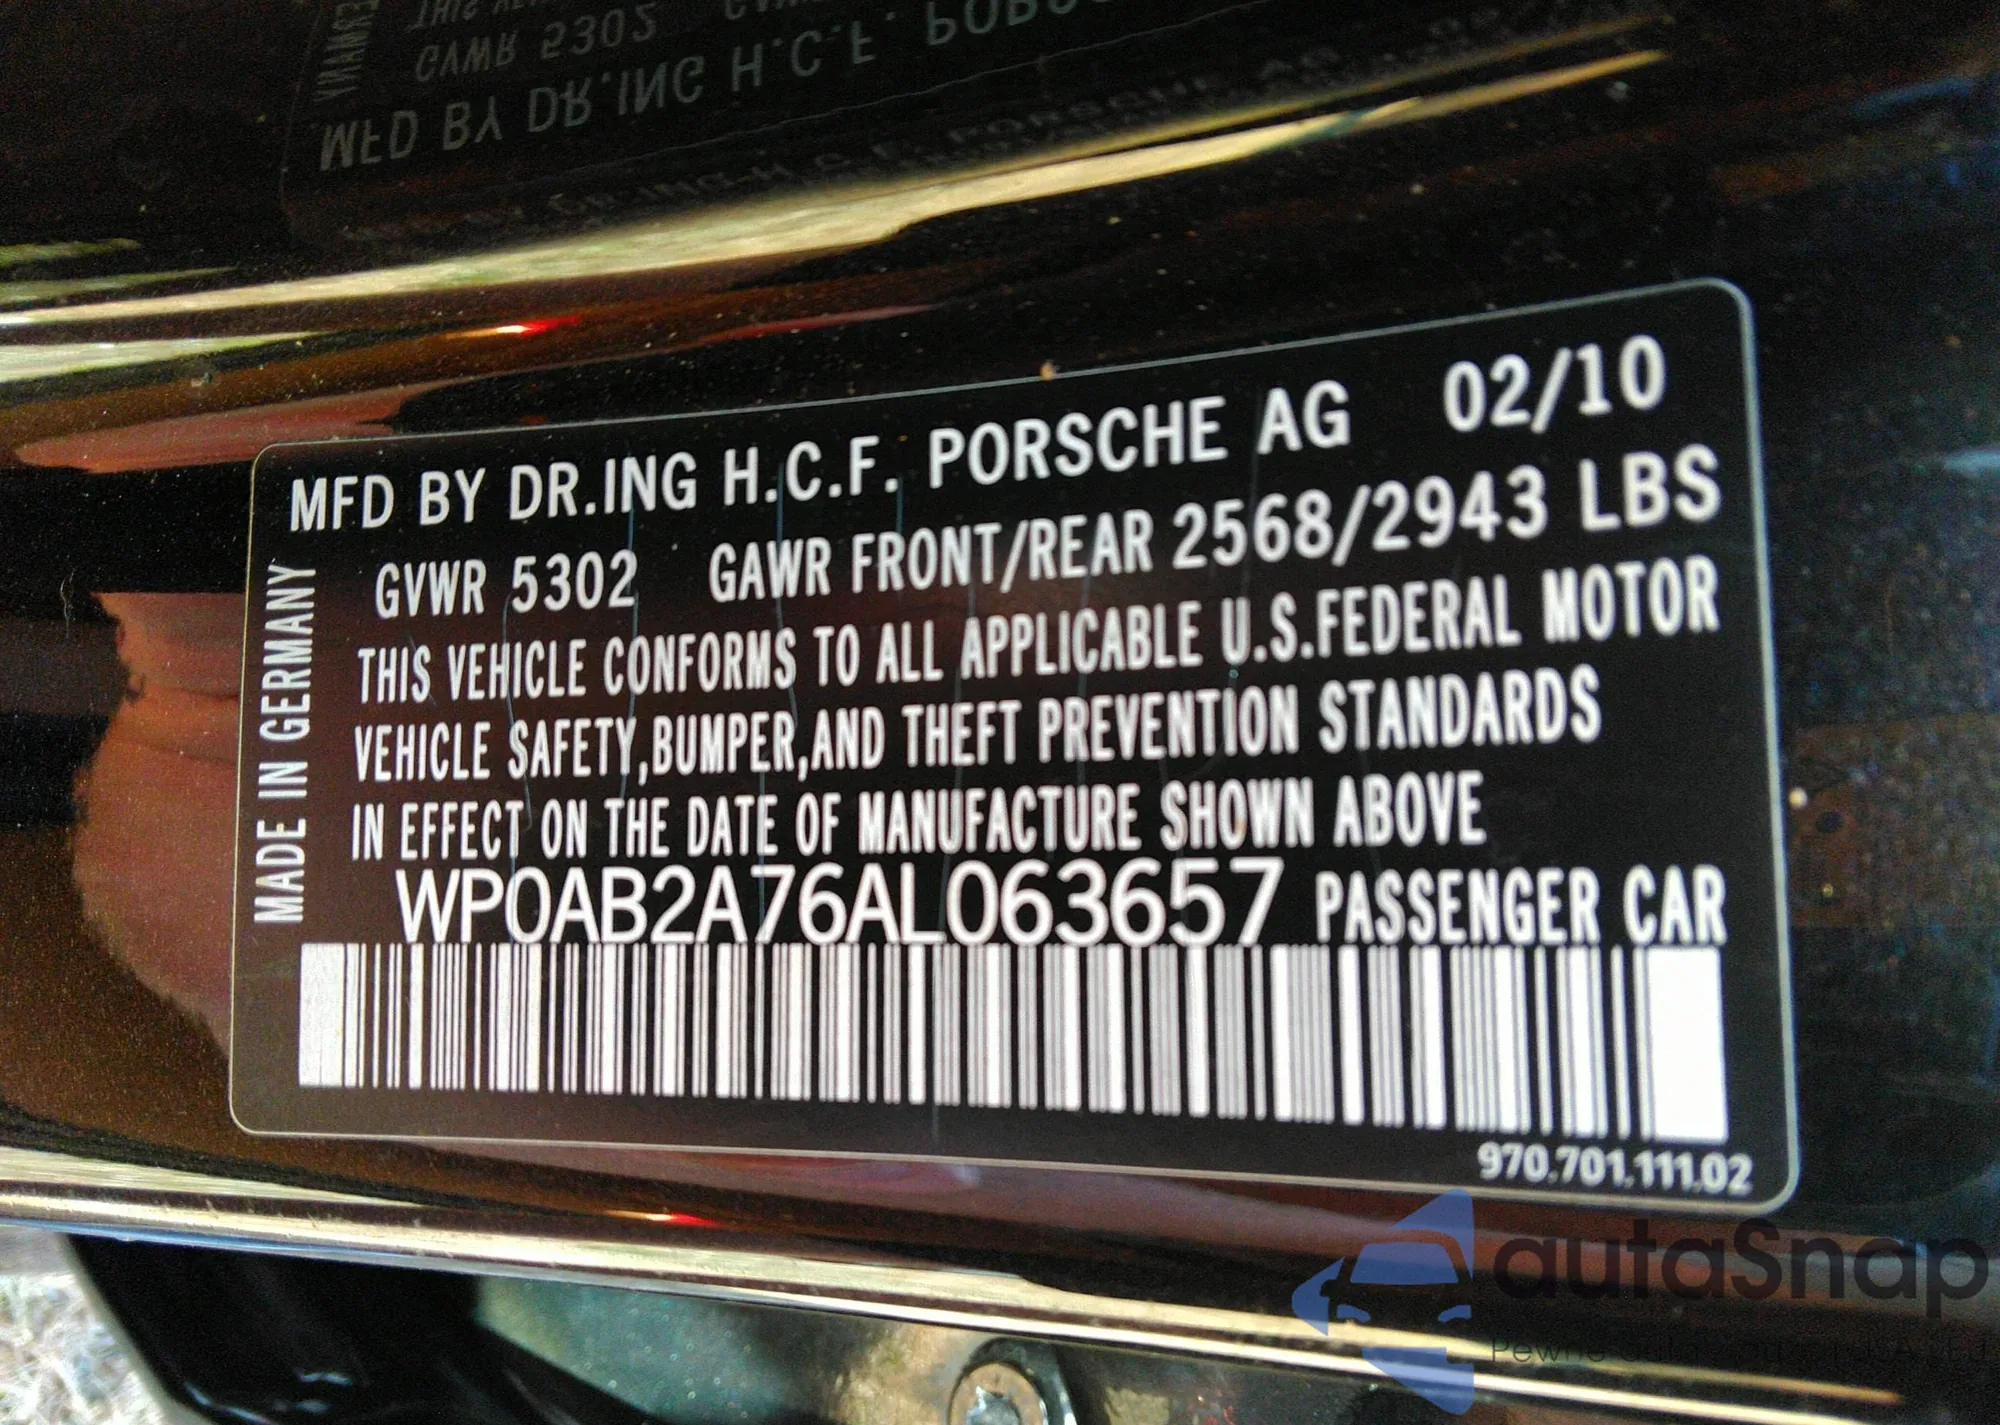 MFD BY DR.ING H.C.F. PORSCHE AG 02/10
GVWR 5302 GAWR FRONT/REAR 2568/2943 LBS
THIS VEHICLE CONFORMS TO ALL APPLICABLE U.S.FEDERAL MOTOR
VEHICLE SAFETY,BUMPER,AND THEFT PREVENTION STANDARDS
IN EFFECT ON THE DATE OF MANUFACTURE SHOWN ABOVE
WP0AB2A76AL063657 PASSENGER CAR
970.701.111.02
MADE IN GERMANY
autaSnap